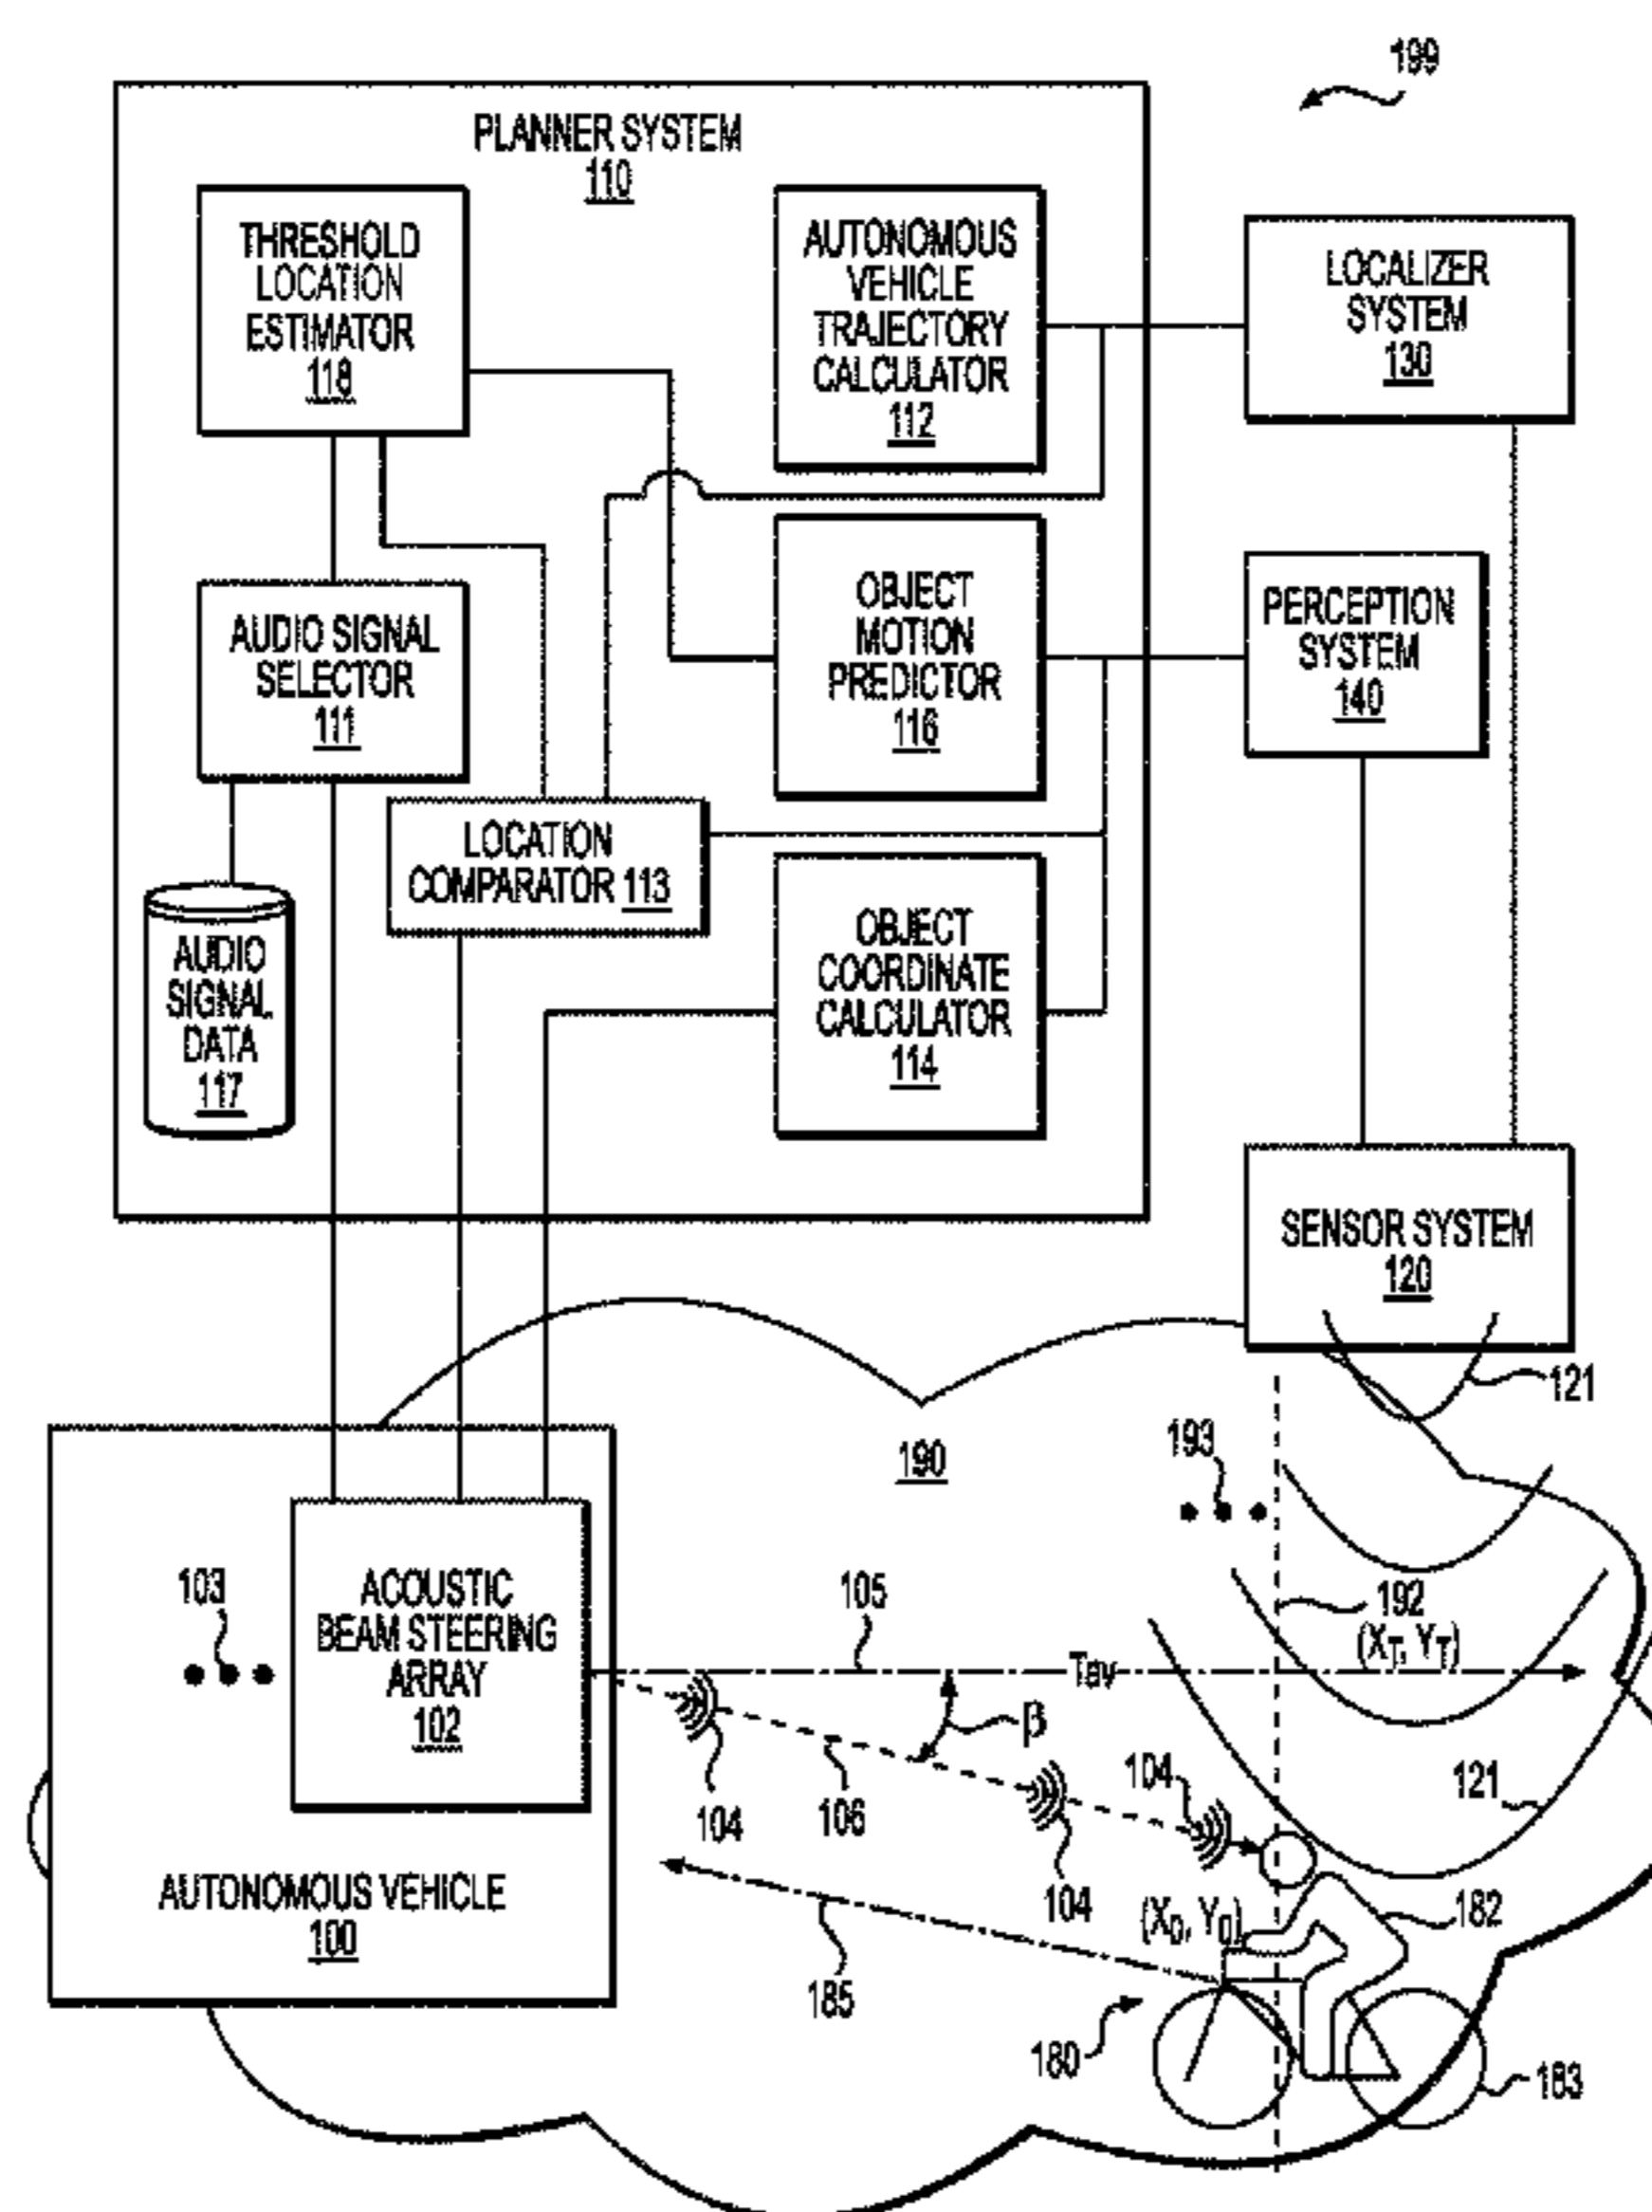 199
PLANNER SYSTEM
110
THRESHOLD
LOCATION
ESTIMATOR
118
AUTONOMOUS
VEHICLE
TRAJECTORY
CALCULATOR
112
LOCALIZER
SYSTEM
130
AUDIO SIGNAL
SELECTOR
111
OBJECT
MOTION
PREDICTOR
116
PERCEPTION
SYSTEM
140
LOCATION
COMPARATOR 113
AUDIO
SIGNAL
DATA
117
OBJECT
COORDINATE
CALCULATOR
114
SENSOR SYSTEM
120
121
190
193
103
ACOUSTIC
BEAM STEERING
ARRAY
102
105
192
(XT, YT)
Tav
β
104
106
104
104
121
AUTONOMOUS VEHICLE
100
185
(X0, Y0)
182
180
183